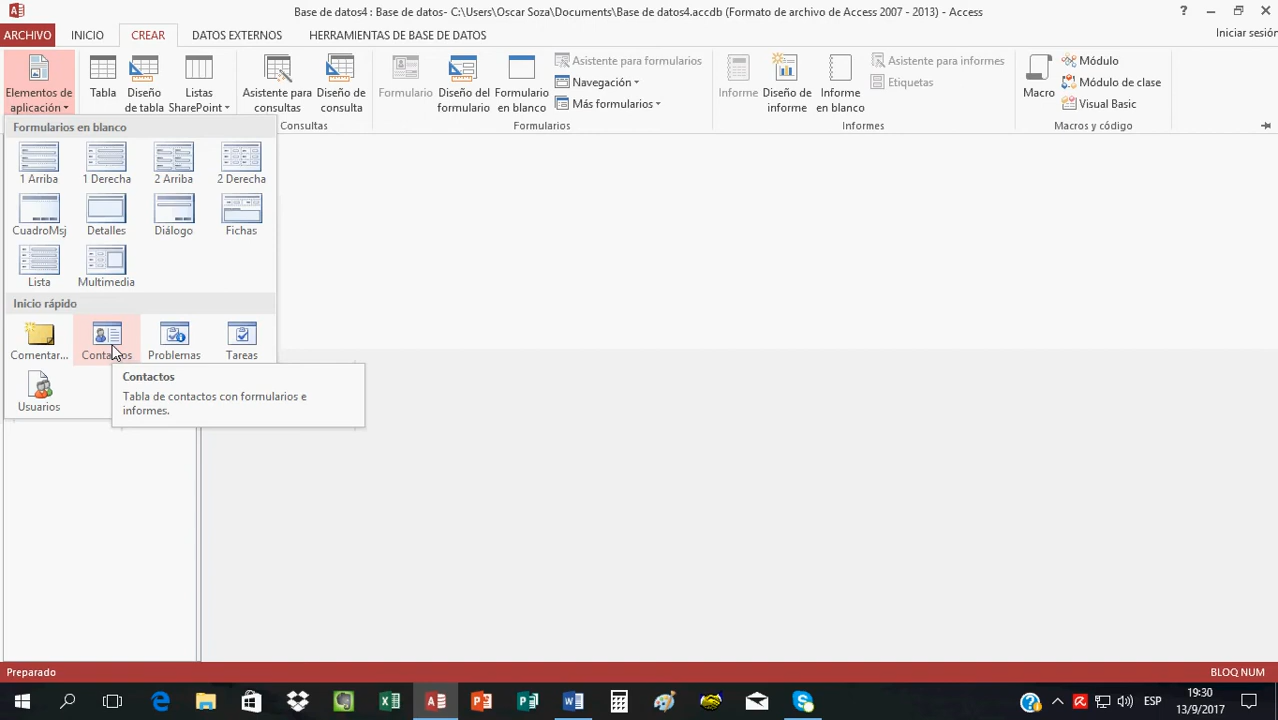 Base de datos4 : Base de datos- C:\Users\Oscar Soza\Documents\Base de datos4.accdb (Formato de archivo de Access 2007 - 2013) - Access
ARCHIVO INICIO CREAR DATOS EXTERNOS HERRAMIENTAS DE BASE DE DATOS Iniciar sesión
Elementos de aplicación
Tabla
Diseño de tabla
Listas SharePoint
Asistente para consultas
Diseño de consulta
Consultas
Formulario
Diseño del formulario
Formulario en blanco
Asistente para formularios
Navegación
Más formularios
Formularios
Informe
Diseño de informe
Informe en blanco
Asistente para informes
Etiquetas
Informes
Macro
Módulo
Módulo de clase
Visual Basic
Macros y código
Formularios en blanco
1 Arriba 1 Derecha 2 Arriba 2 Derecha
CuadroMsj Detalles Diálogo Fichas
Lista Multimedia
Inicio rápido
Comentar... Contactos Problemas Tareas
Usuarios
Contactos
Tabla de contactos con formularios e
informes.
Preparado BLOQ NUM
ESP
19:30
13/9/2017